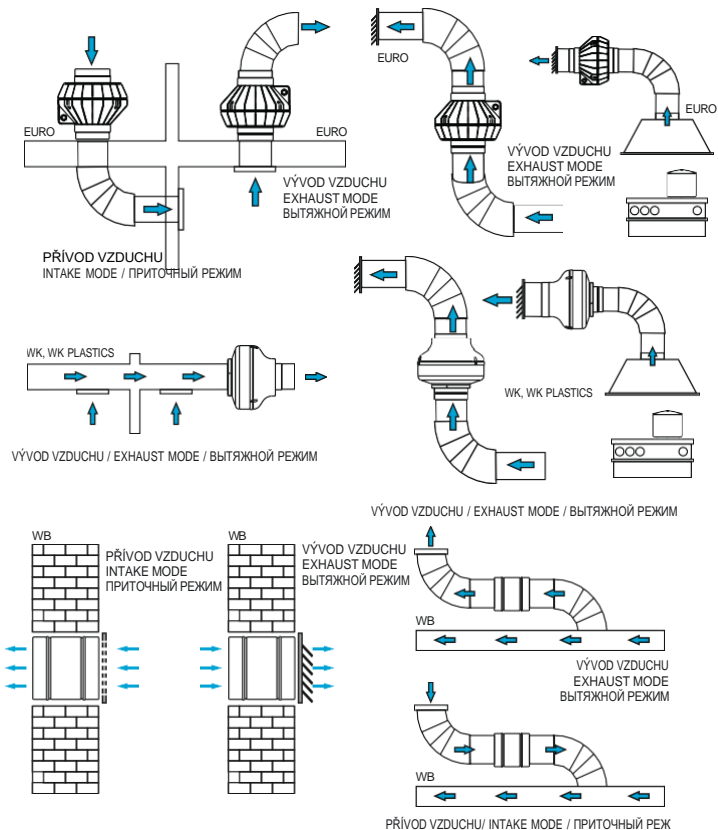 EURO
EURO
VÝVOD VZDUCHU
EXHAUST MODE
ВЫТЯЖНОЙ РЕЖИМ
PŘÍVOD VZDUCHU
INTAKE MODE / ПРИТОЧНЫЙ РЕЖИМ
EURO
EURO
VÝVOD VZDUCHU
EXHAUST MODE
ВЫТЯЖНОЙ РЕЖИМ
WK, WK PLASTICS
VÝVOD VZDUCHU / EXHAUST MODE / ВЫТЯЖНОЙ РЕЖИМ
WK, WK PLASTICS
VÝVOD VZDUCHU / EXHAUST MODE / ВЫТЯЖНОЙ РЕЖИМ
WB
PŘÍVOD VZDUCHU
INTAKE MODE
ПРИТОЧНЫЙ РЕЖИМ
WB
VÝVOD VZDUCHU
EXHAUST MODE
ВЫТЯЖНОЙ РЕЖИМ
WB
VÝVOD VZDUCHU
EXHAUST MODE
ВЫТЯЖНОЙ РЕЖИМ
WB
PŘÍVOD VZDUCHU/ INTAKE MODE / ПРИТОЧНЫЙ РЕЖ